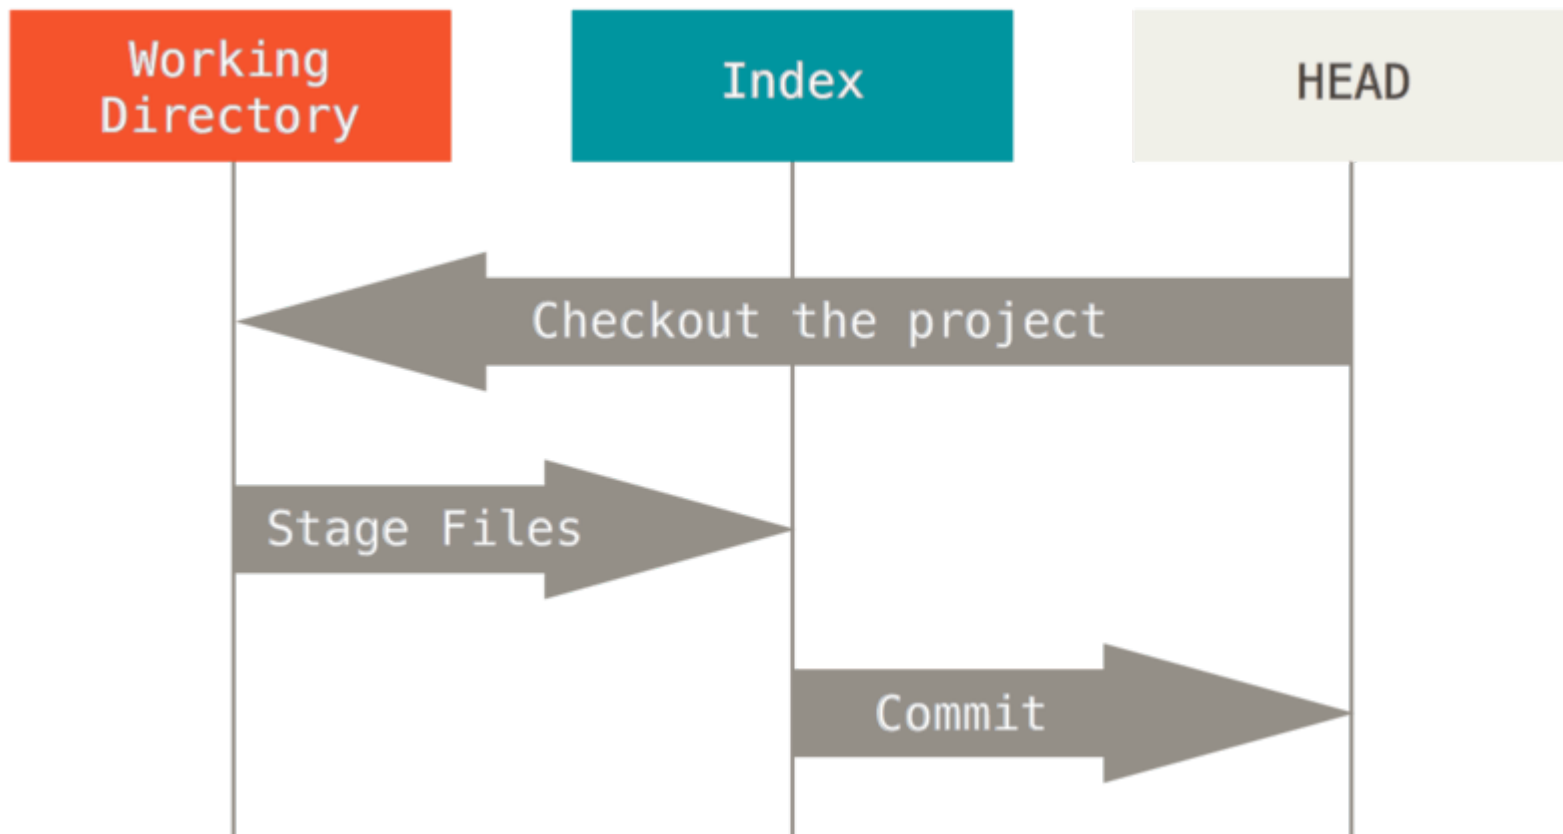 Working
Directory
Index
HEAD
Checkout the project
Stage Files
Commit